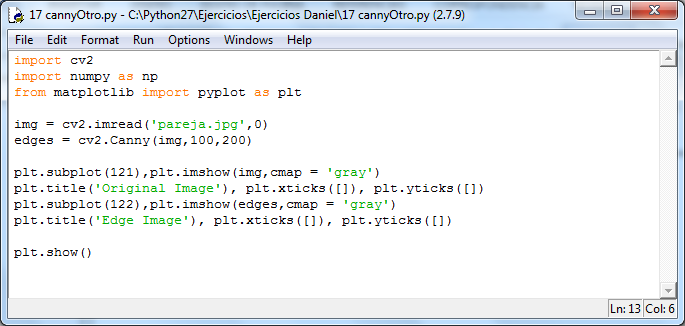 17 cannyOtro.py - C:\Python27\Ejercicios\Ejercicios Daniel\17 cannyOtro.py (2.7.9)
File Edit Format Run Options Windows Help
import cv2
import numpy as np
from matplotlib import pyplot as plt
img = cv2.imread('pareja.jpg',0)
edges = cv2.Canny(img,100,200)
plt.subplot(121),plt.imshow(img,cmap = 'gray')
plt.title('Original Image'), plt.xticks([]), plt.yticks([])
plt.subplot(122),plt.imshow(edges,cmap = 'gray')
plt.title('Edge Image'), plt.xticks([]), plt.yticks([])
plt.show()
Ln: 13 Col: 6